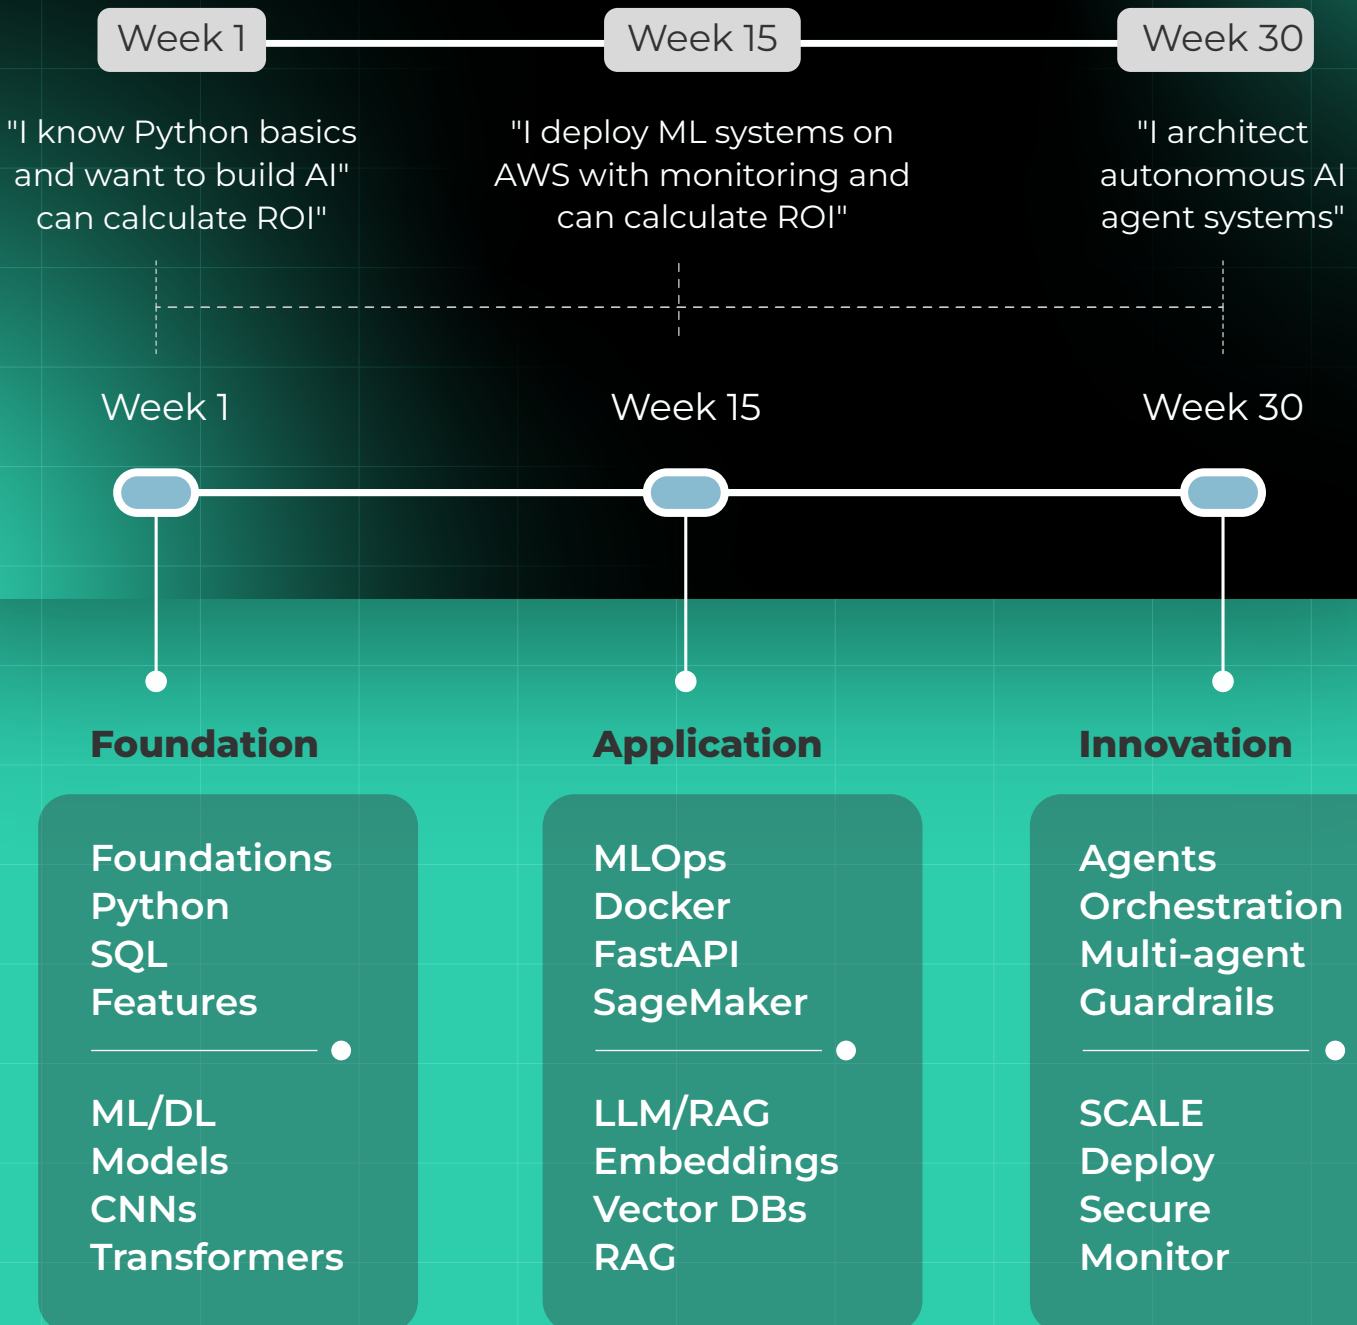 Week 1
Week 15
Week 30
"I know Python basics
and want to build AI"
can calculate ROI"
"I deploy ML systems on
AWS with monitoring and
can calculate ROI"
"I architect
autonomous AI
agent systems"
Week 1
Week 15
Week 30
Foundation
Foundations
Python
SQL
Features
ML/DL
Models
CNNs
Transformers
Application
MLOps
Docker
FastAPI
SageMaker
LLM/RAG
Embeddings
Vector DBs
RAG
Innovation
Agents
Orchestration
Multi-agent
Guardrails
SCALE
Deploy
Secure
Monitor